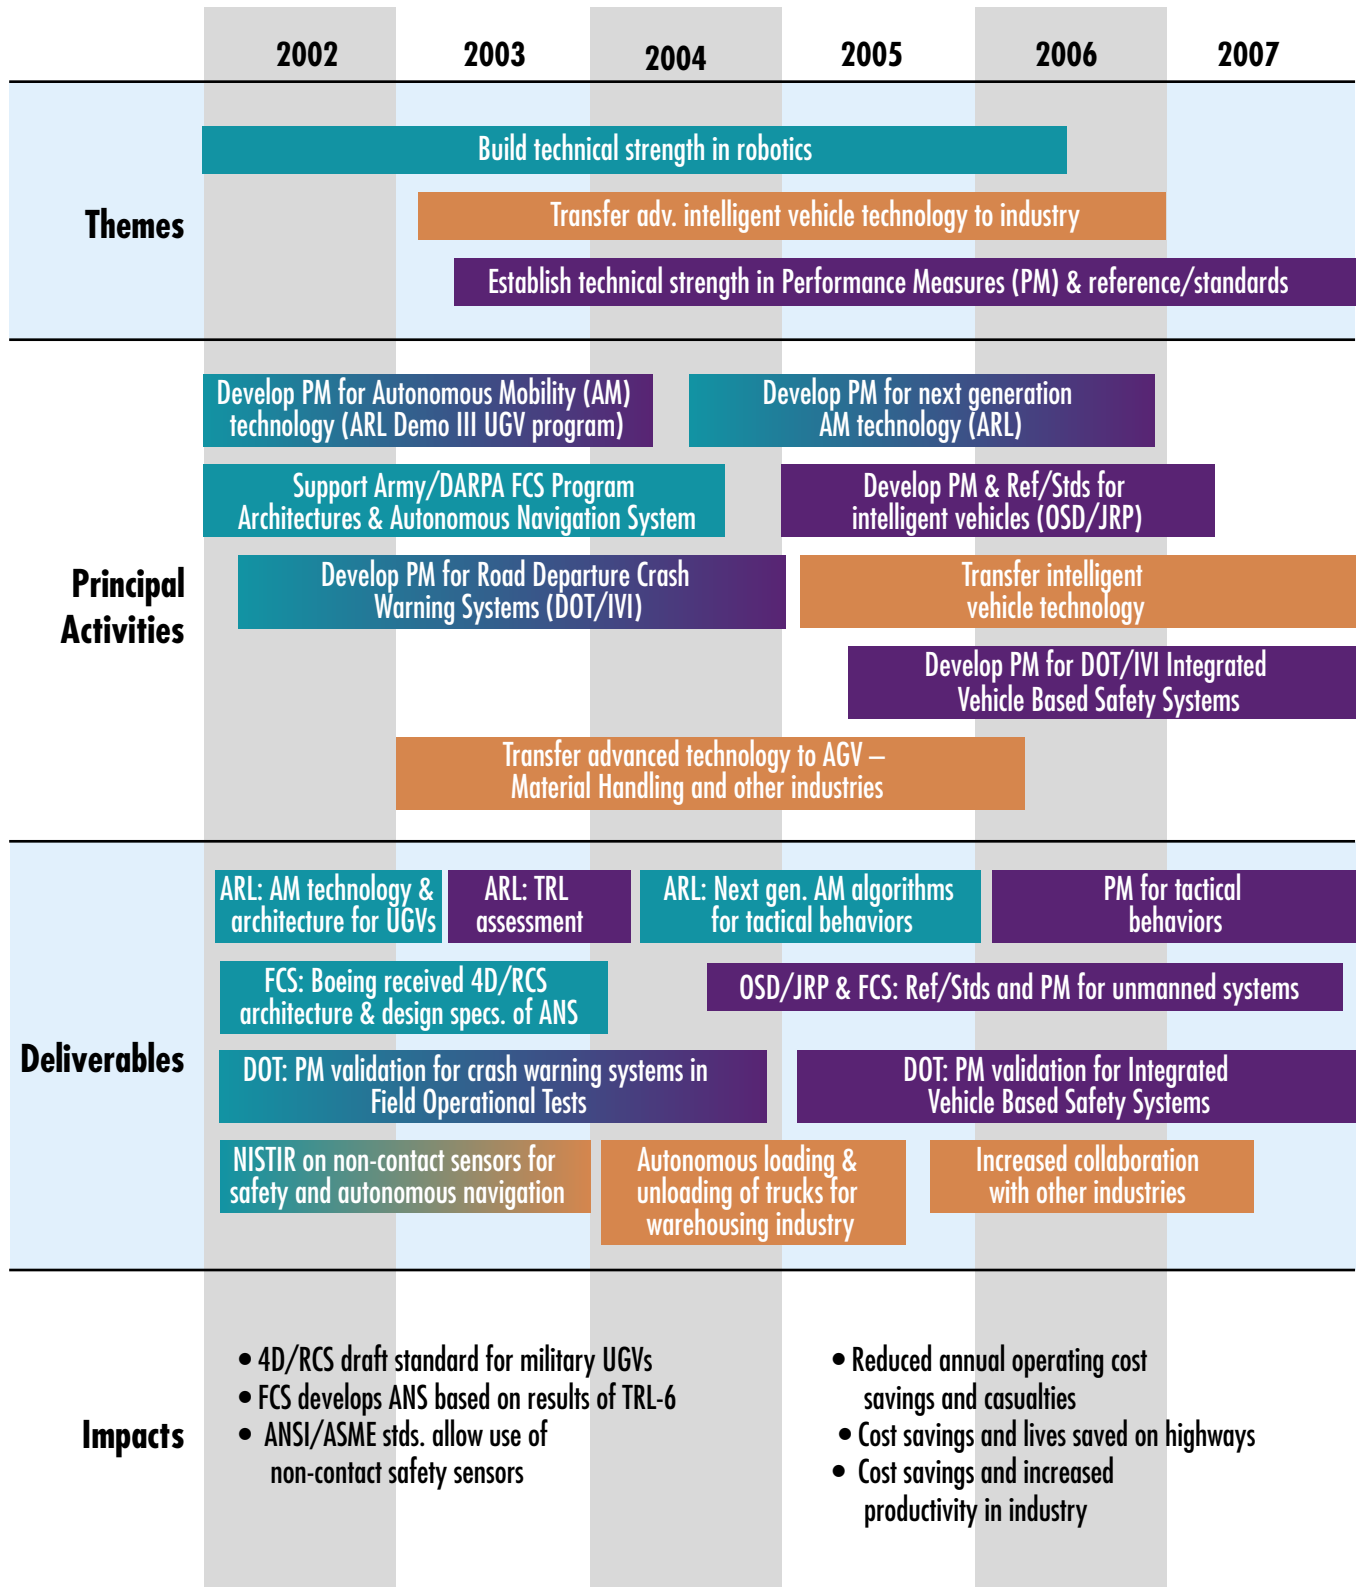 2002 2003 2004 2005 2006 2007
Themes
Build technical strength in robotics
Transfer adv. intelligent vehicle technology to industry
Establish technical strength in Performance Measures (PM) & reference/standards
Principal
Activities
Develop PM for Autonomous Mobility (AM)
technology (ARL Demo III UGV program)
Develop PM for next generation
AM technology (ARL)
Support Army/DARPA FCS Program
Architectures & Autonomous Navigation System
Develop PM & Ref/Stds for
intelligent vehicles (OSD/JRP)
Develop PM for Road Departure Crash
Warning Systems (DOT/IVI)
Transfer intelligent
vehicle technology
Develop PM for DOT/IVI Integrated
Vehicle Based Safety Systems
Transfer advanced technology to AGV –
Material Handling and other industries
Deliverables
ARL: AM technology &
architecture for UGVs
ARL: TRL
assessment
ARL: Next gen. AM algorithms
for tactical behaviors
PM for tactical
behaviors
FCS: Boeing received 4D/RCS
architecture & design specs. of ANS
OSD/JRP & FCS: Ref/Stds and PM for unmanned systems
DOT: PM validation for crash warning systems in
Field Operational Tests
DOT: PM validation for Integrated
Vehicle Based Safety Systems
NISTIR on non-contact sensors for
safety and autonomous navigation
Autonomous loading &
unloading of trucks for
warehousing industry
Increased collaboration
with other industries
Impacts
• 4D/RCS draft standard for military UGVs
• FCS develops ANS based on results of TRL-6
• ANSI/ASME stds. allow use of
non-contact safety sensors
• Reduced annual operating cost
savings and casualties
• Cost savings and lives saved on highways
• Cost savings and increased
productivity in industry